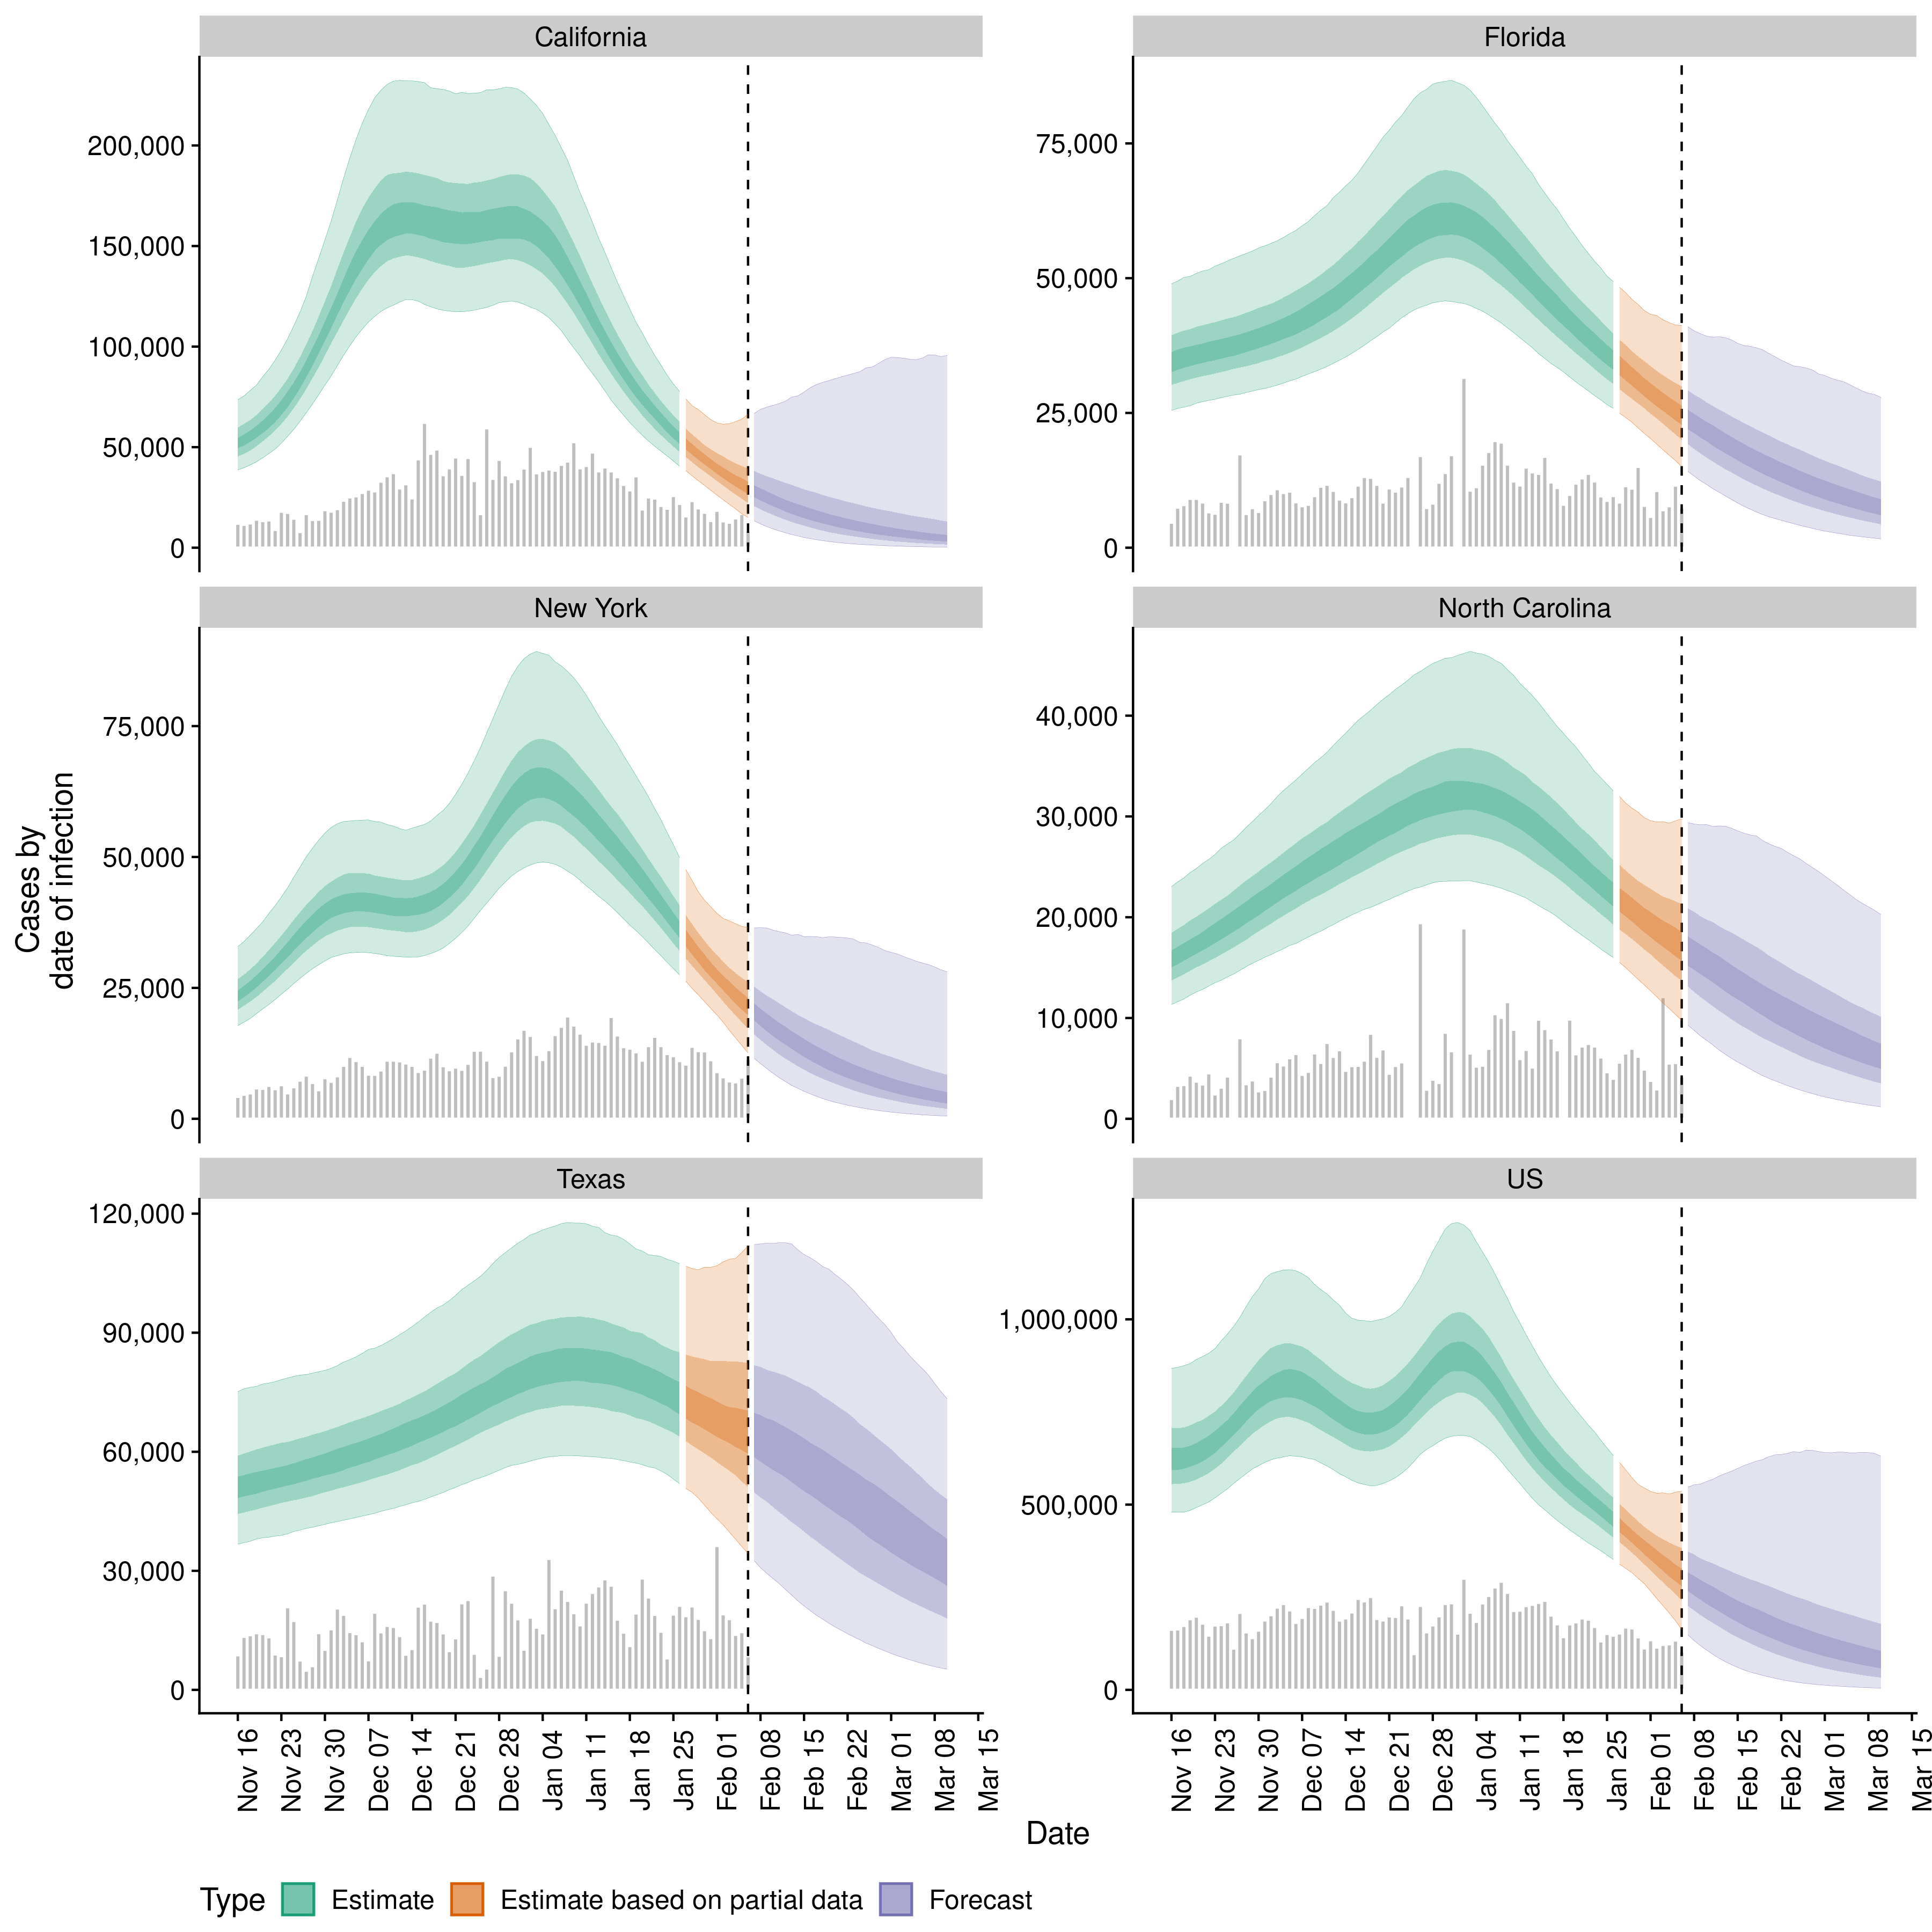 California
Florida
200,000
150,000
100,000
50,000
0
75,000
50,000
25,000
0
New York
North Carolina
75,000
50,000
25,000
0
40,000
30,000
20,000
10,000
0
Cases by
date of infection
Texas
US
120,000
90,000
60,000
30,000
0
1,000,000
500,000
0
Nov 16
Nov 23
Nov 30
Dec 07
Dec 14
Dec 21
Dec 28
Jan 04
Jan 11
Jan 18
Jan 25
Feb 01
Feb 08
Feb 15
Feb 22
Mar 01
Mar 08
Mar 15
Nov 16
Nov 23
Nov 30
Dec 07
Dec 14
Dec 21
Dec 28
Jan 04
Jan 11
Jan 18
Jan 25
Feb 01
Feb 08
Feb 15
Feb 22
Mar 01
Mar 08
Mar 15
Date
Type Estimate Estimate based on partial data Forecast